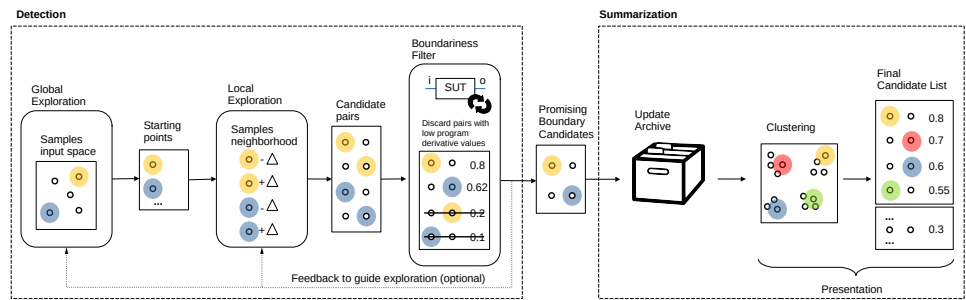 Detection
Summarization
Global
Exploration
Samples
input space
Starting
points
...
Local
Exploration
Samples
neighborhood
- Δ
+ Δ
- Δ
+ Δ
Candidate
pairs
Boundariness
Filter
i
SUT
o
Discard pairs with
low program
derivative values
0.8
0.62
0.2
0.1
Feedback to guide exploration (optional)
Promising
Boundary
Candidates
Update
Archive
Clustering
Final
Candidate List
0.8
0.7
0.6
0.55
...
0.3
...
Presentation